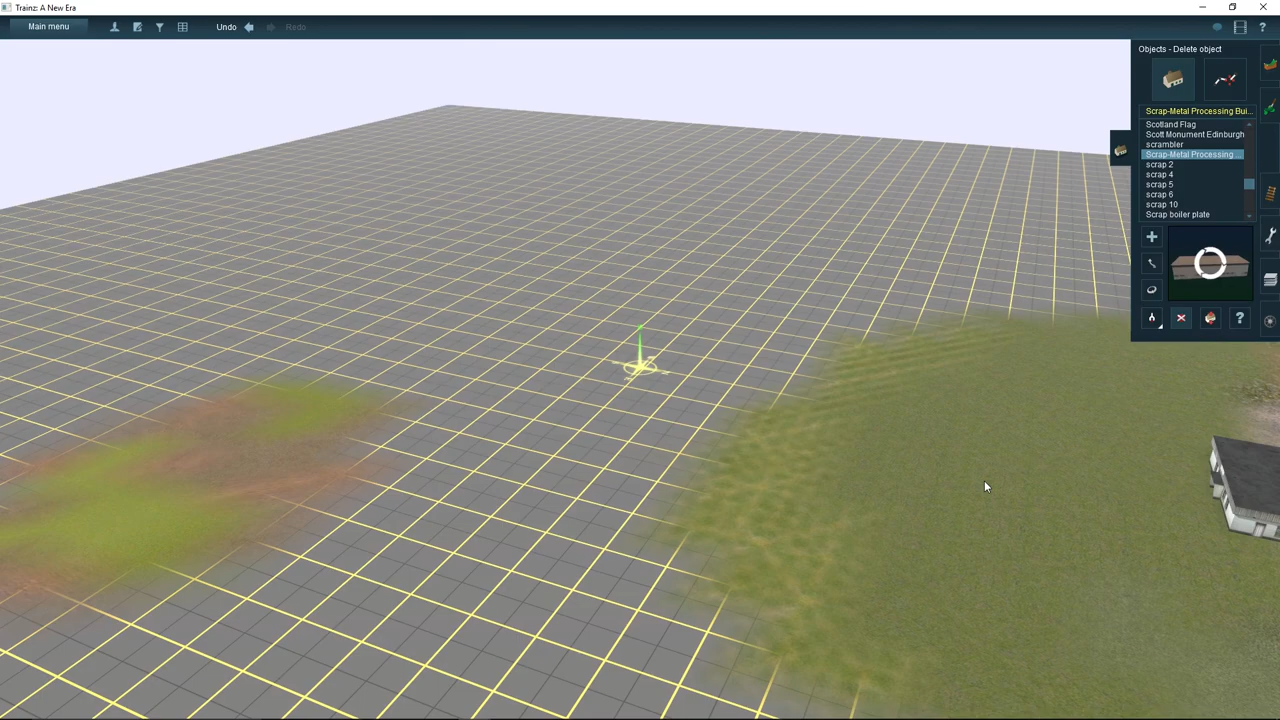 Trainz: A New Era
Main menu
Undo
Redo
?
Objects - Delete object
Scrap-Metal Processing Bui...
Scotland Flag
Scott Monument Edinburgh
scrambler
Scrap-Metal Processing ...
scrap 2
scrap 4
scrap 5
scrap 6
scrap 10
Scrap boiler plate
?